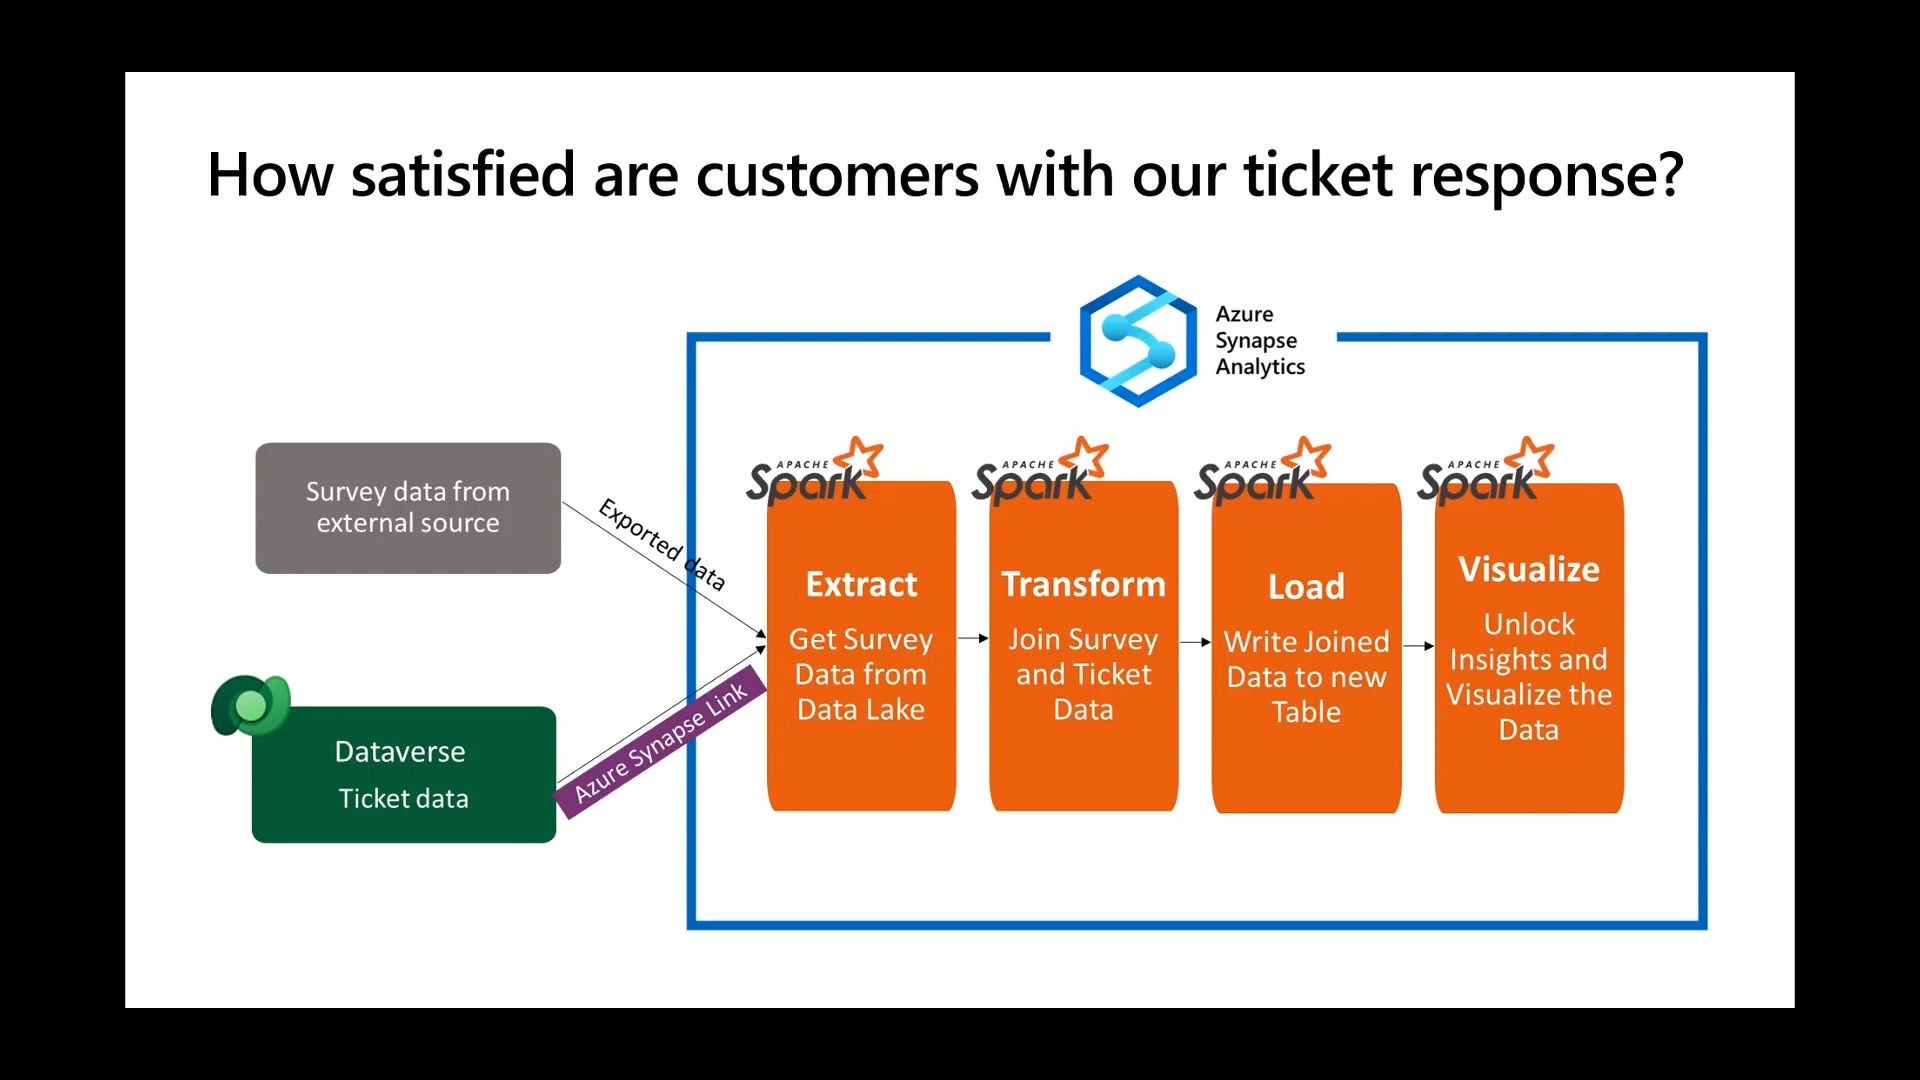 How satisfied are customers with our ticket response?
Azure
Synapse
Analytics
Survey data from
external source
Exported data
Dataverse
Ticket data
Azure Synapse Link
APACHE
Spark
Extract
Get Survey
Data from
Data Lake
APACHE
Spark
Transform
Join Survey
and Ticket
Data
APACHE
Spark
Load
Write Joined
Data to new
Table
APACHE
Spark
Visualize
Unlock
Insights and
Visualize the
Data